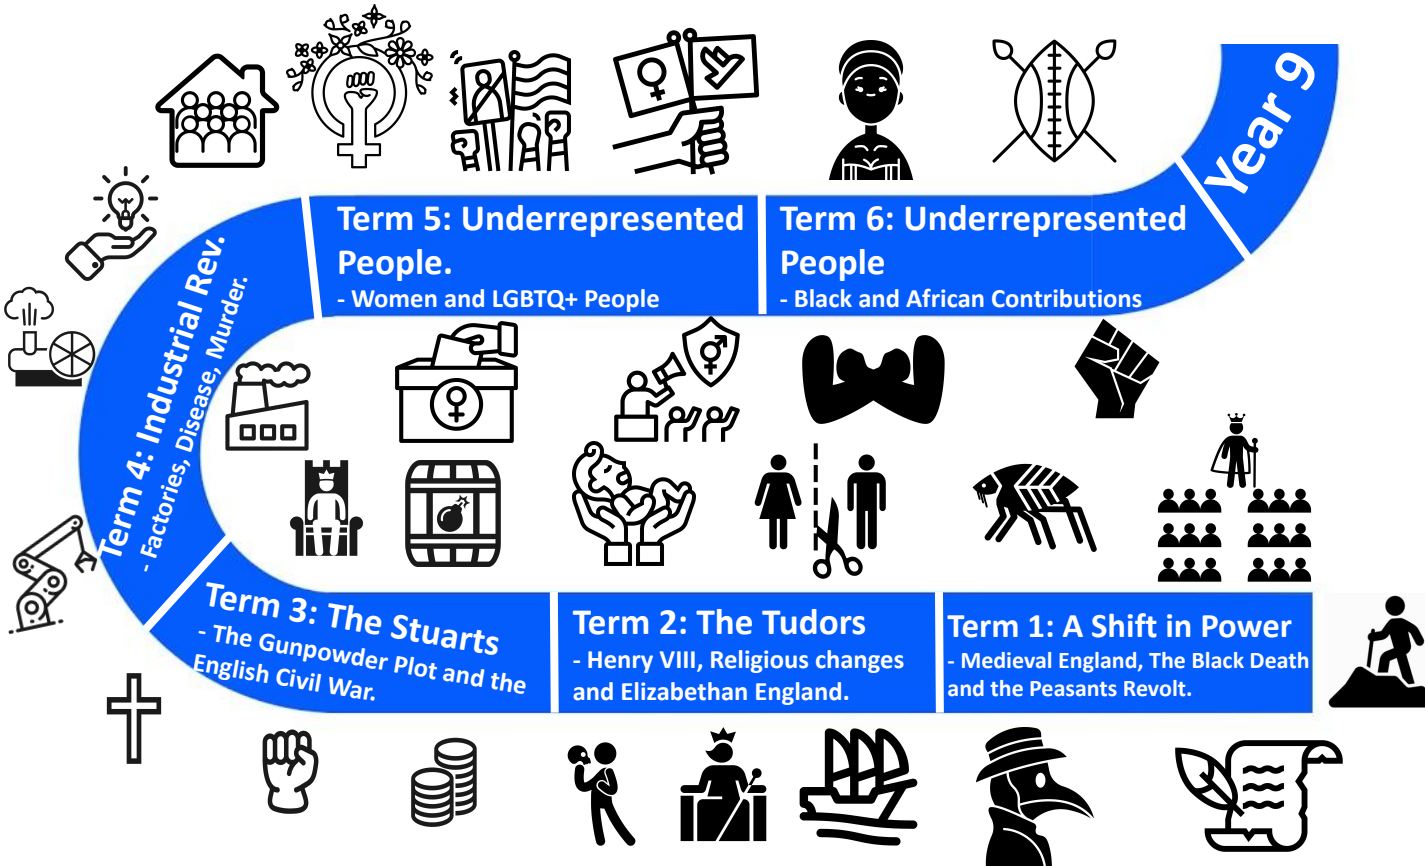 Year 9
Term 5: Underrepresented
People.
- Women and LGBTQ+ People
Term 6: Underrepresented
People
- Black and African Contributions
Term 4: Industrial Rev.
- Factories, Disease, Murder.
Term 3: The Stuarts
- The Gunpowder Plot and the
English Civil War.
Term 2: The Tudors
- Henry VIII, Religious changes
and Elizabethan England.
Term 1: A Shift in Power
- Medieval England, The Black Death
and the Peasants Revolt.